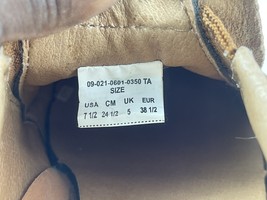 09-021-0691-0350 TA
SIZE
USA CM UK EUR
7 1/2 24 1/2 5 38 1/2